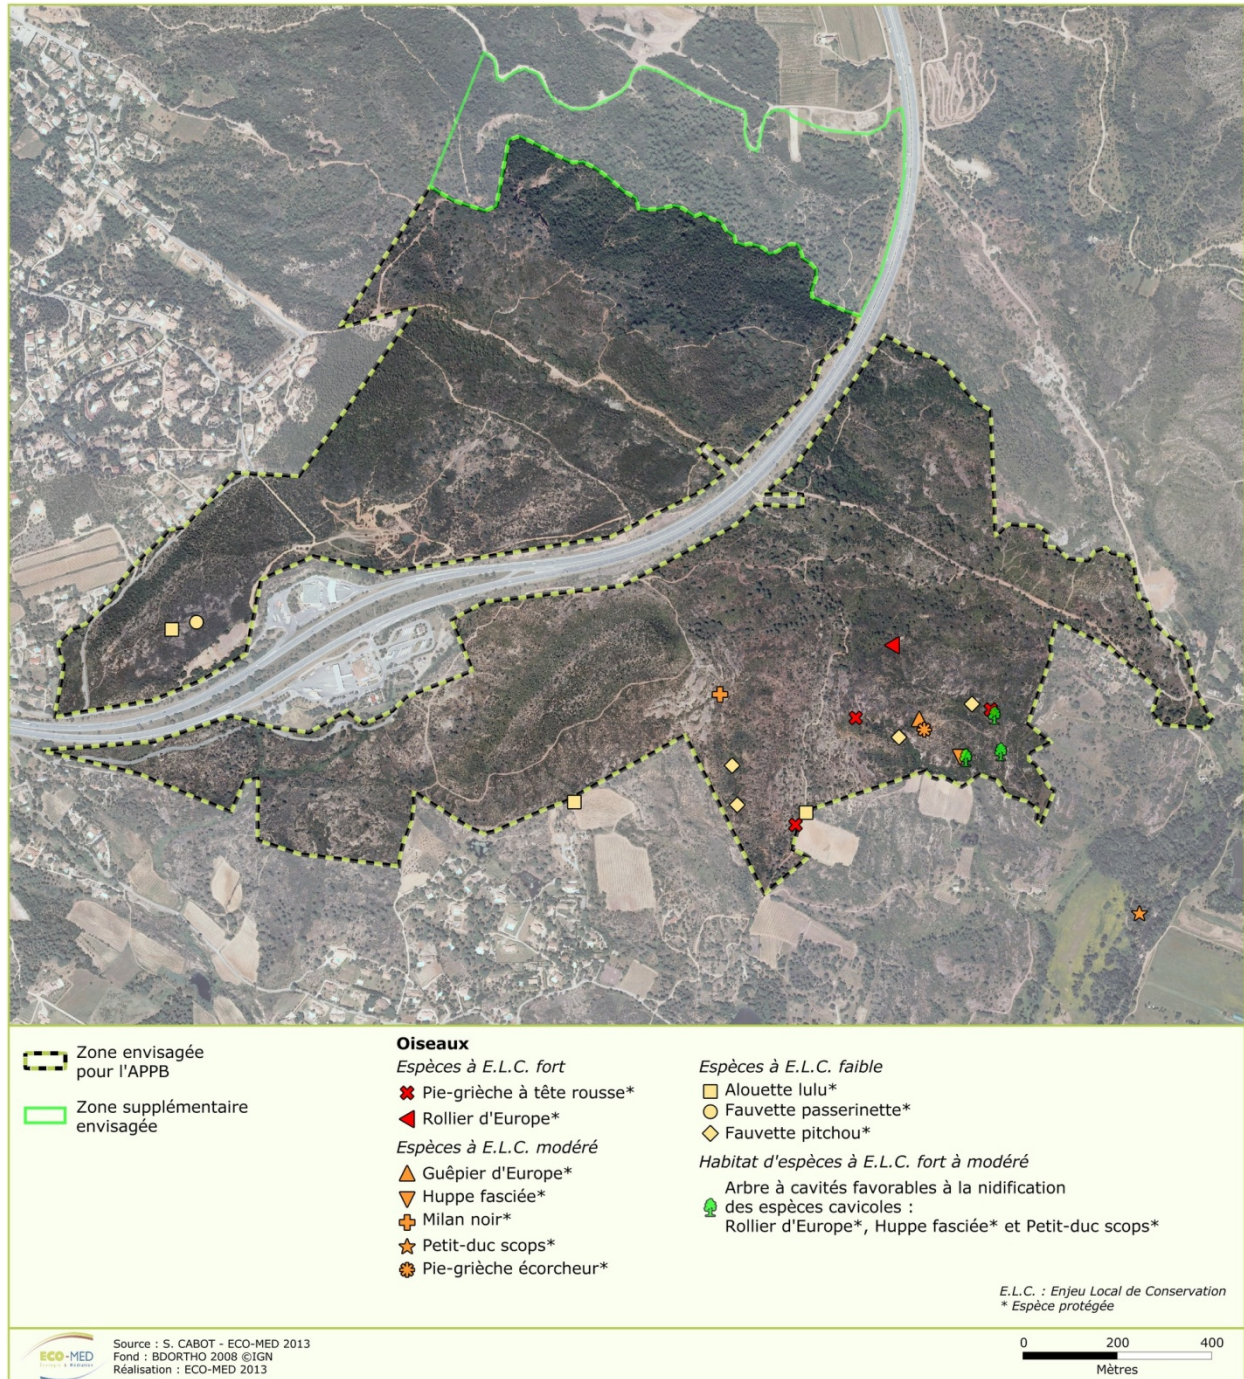 Zone envisagée
pour l'APPB
Zone supplémentaire
envisagée
Oiseaux
Espèces à E.L.C. fort
Pie-grièche à tête rousse*
Rollier d'Europe*
Espèces à E.L.C. modéré
Guêpier d'Europe*
Huppe fasciée*
Milan noir*
Petit-duc scops*
Pie-grièche écorcheur*
Espèces à E.L.C. faible
Alouette lulu*
Fauvette passerinette*
Fauvette pitchou*
Habitat d'espèces à E.L.C. fort à modéré
Arbre à cavités favorables à la nidification
des espèces cavicoles :
Rollier d'Europe*, Huppe fasciée* et Petit-duc scops*
E.L.C. : Enjeu Local de Conservation
* Espèce protégée
ECO-MED
Source : S. CABOT - ECO-MED 2013
Fond : BDORTHO 2008 ©IGN
Réalisation : ECO-MED 2013
0 200 400
Mètres